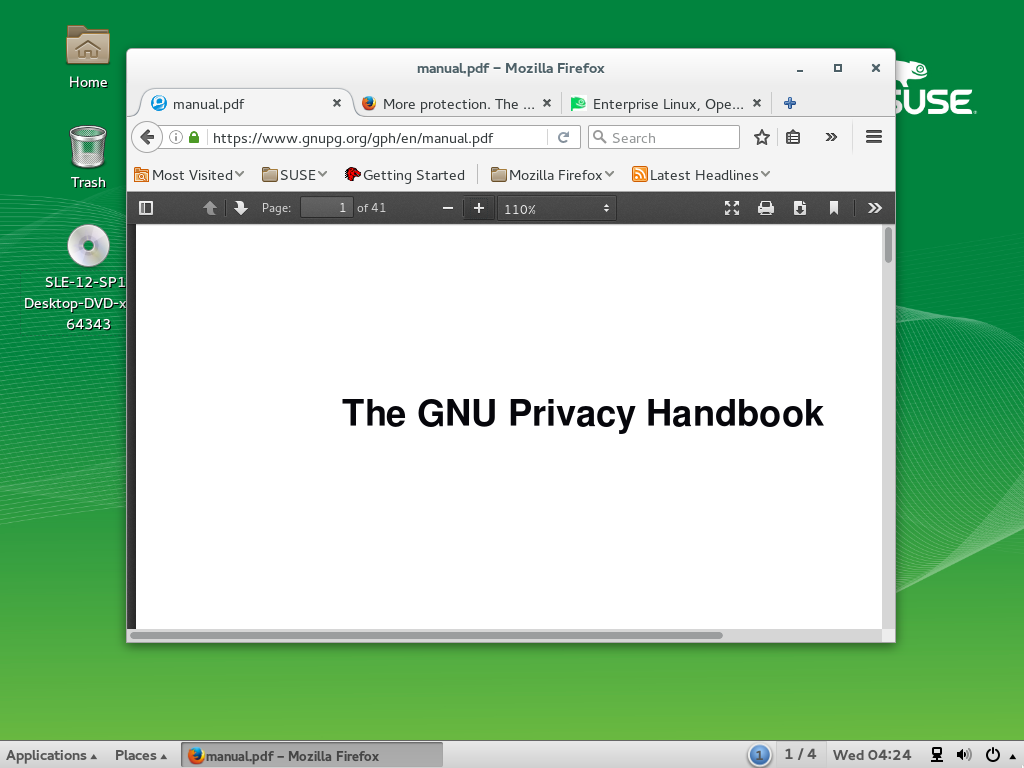 Home
Trash
SLE-12-SP1
Desktop-DVD-x
64343
SUSE
manual.pdf – Mozilla Firefox
manual.pdf
More protection. The ...
Enterprise Linux, Ope...
https://www.gnupg.org/gph/en/manual.pdf
Search
Most Visited
SUSE
Getting Started
Mozilla Firefox
Latest Headlines
Page: 1 of 41
110%
The GNU Privacy Handbook
Applications
Places
manual.pdf – Mozilla Firefox
1
1 / 4
Wed 04:24